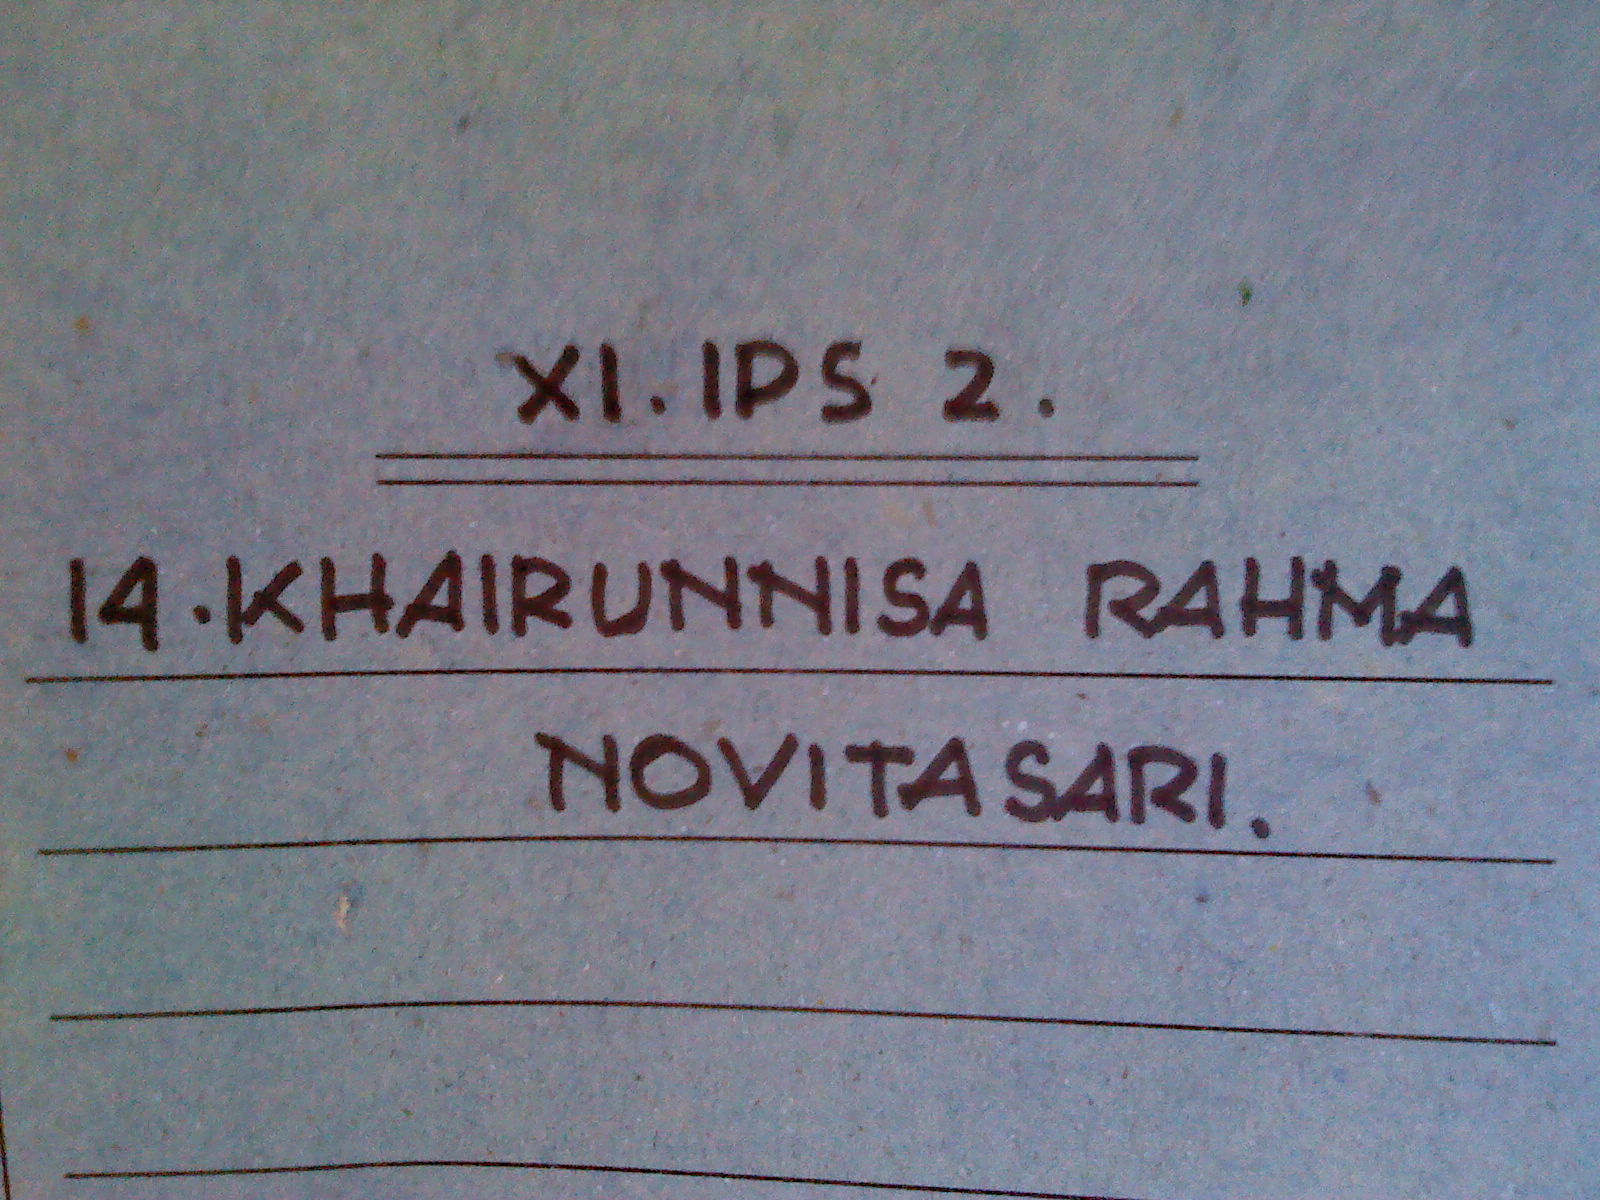 XI. IPS 2.
14. KHAIRUNNISA RAHMA
NOVITASARI.